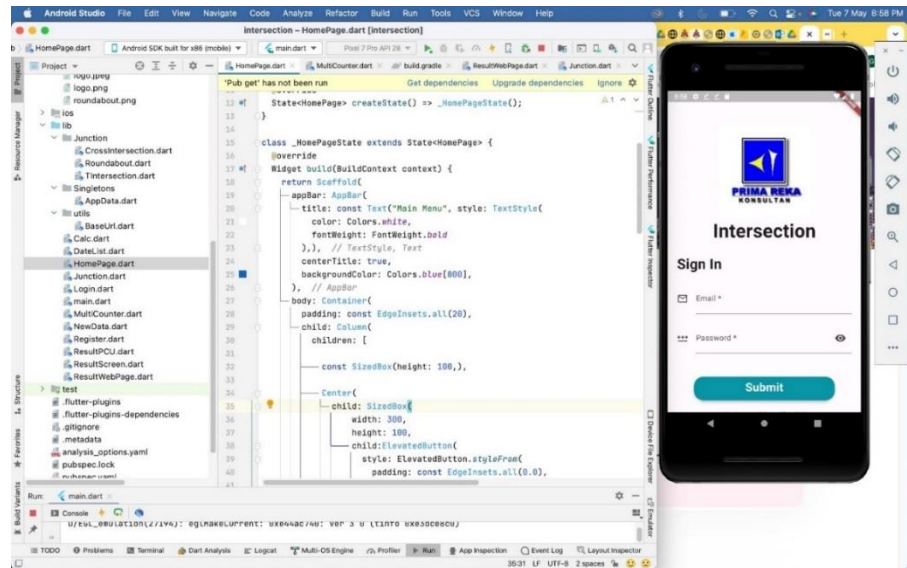 Android Studio File Edit View Navigate Code Analyze Refactor Build Run Tools VCS Window Help Tue 7 May 8:58 PM
intersection – HomePage.dart [intersection]
HomePage.dart Android SDK built for x86 (mobile) main.dart Pixel 7 Pro API 28
Project
HomePage.dart MultiCounter.dart build.gradle ResultWebPage.dart Junction.dart
'Pub get' has not been run Get dependencies Upgrade dependencies Ignore
logo.jpeg
logo.png
roundabout.png
ios
lib
Junction
CrossIntersection.dart
Roundabout.dart
TIntersection.dart
Singletons
AppData.dart
utils
BaseUrl.dart
Calc.dart
DateList.dart
HomePage.dart
Junction.dart
Login.dart
main.dart
MultiCounter.dart
NewData.dart
Register.dart
ResultPCU.dart
ResultScreen.dart
ResultWebPage.dart
test
.flutter-plugins
.flutter-plugins-dependencies
.gitignore
.metadata
analysis_options.yaml
pubspec.lock
pubspec.yaml
12 State<HomePage> createState() => _HomePageState();
13 }
14
15 class _HomePageState extends State<HomePage> {
16 @override
17 Widget build(BuildContext context) {
18 return Scaffold(
19 appBar: AppBar(
20 title: const Text("Main Menu", style: TextStyle(
21 color: Colors.white,
22 fontWeight: FontWeight.bold
23 ),), // TextStyle, Text
24 centerTitle: true,
25 backgroundColor: Colors.blue[800],
26 ), // AppBar
27 body: Container(
28 padding: const EdgeInsets.all(20),
29 child: Column(
30 children: [
31
32 const SizedBox(height: 100,),
33
34 Center(
35 child: SizedBox(
36 width: 300,
37 height: 100,
38 child:ElevatedButton(
39 style: ElevatedButton.styleFrom(
40 padding: const EdgeInsets.all(0.0),
41
Project
Resource Manager
Structure
Favorites
Build Variants
Flutter Outline
Flutter Performance
Flutter Inspector
Device File Explorer
Emulator
Run: main.dart
Console
TODO Problems Terminal Dart Analysis Logcat Multi-OS Engine Profiler Run App Inspection Event Log Layout Inspector
35:31 LF UTF-8 2 spaces
PRIMA REKA
KONSULTAN
Intersection
Sign In
Email *
Password *
Submit